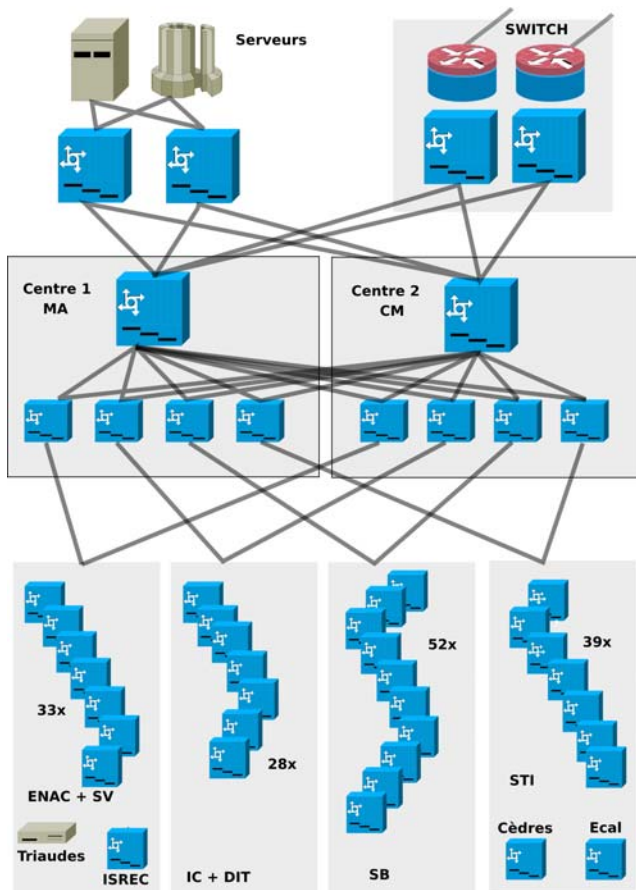 Serveurs
SWITCH
Centre 1
MA
Centre 2
CM
33x
ENAC + SV
Triaudes
ISREC
28x
IC + DIT
52x
SB
39x
STI
Cèdres
Ecal